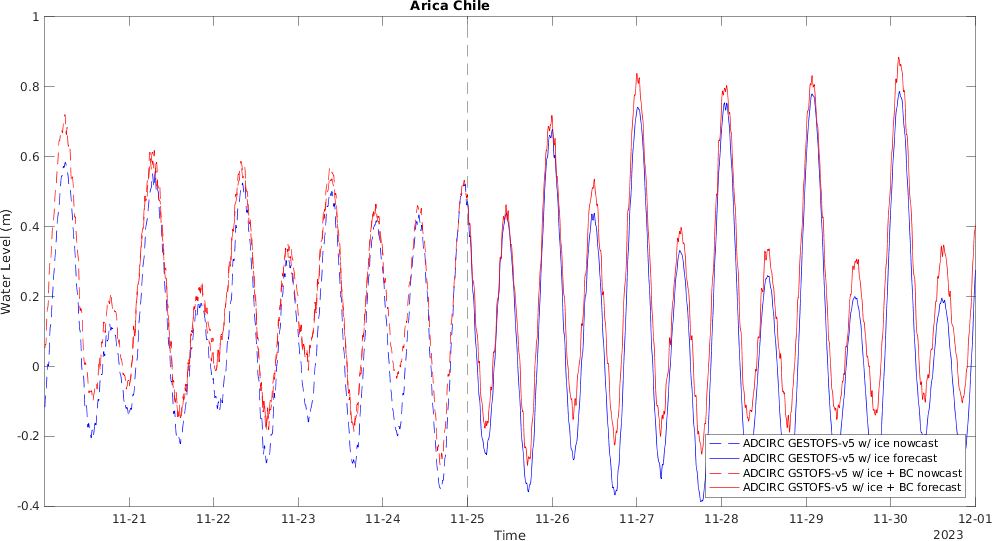 Arica Chile
Water Level (m)
1
0.8
0.6
0.4
0.2
0
-0.2
-0.4
ADCIRC GESTOFS-v5 w/ ice nowcast
ADCIRC GESTOFS-v5 w/ ice forecast
ADCIRC GSTOFS-v5 w/ ice + BC nowcast
ADCIRC GSTOFS-v5 w/ ice + BC forecast
11-21 11-22 11-23 11-24 11-25 11-26 11-27 11-28 11-29 11-30 12-01
Time
2023